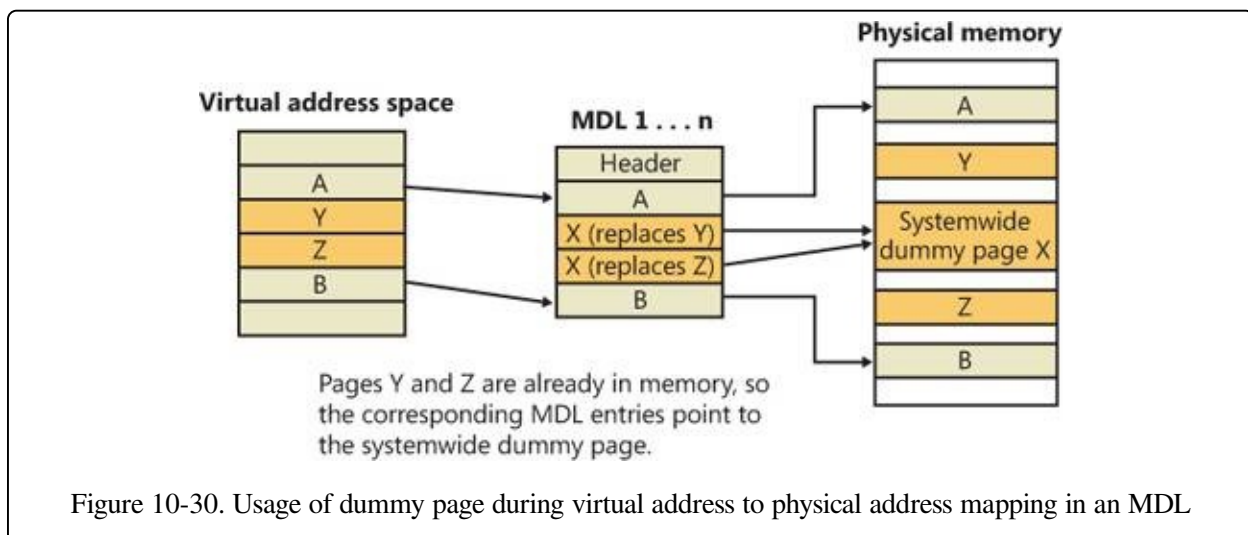 Physical memory
Virtual address space
MDL 1 . . . n
A
Y
Z
B
Header
A
X (replaces Y)
X (replaces Z)
B
A
Y
Systemwide
dummy page X
Z
B
Pages Y and Z are already in memory, so
the corresponding MDL entries point to
the systemwide dummy page.
Figure 10-30. Usage of dummy page during virtual address to physical address mapping in an MDL